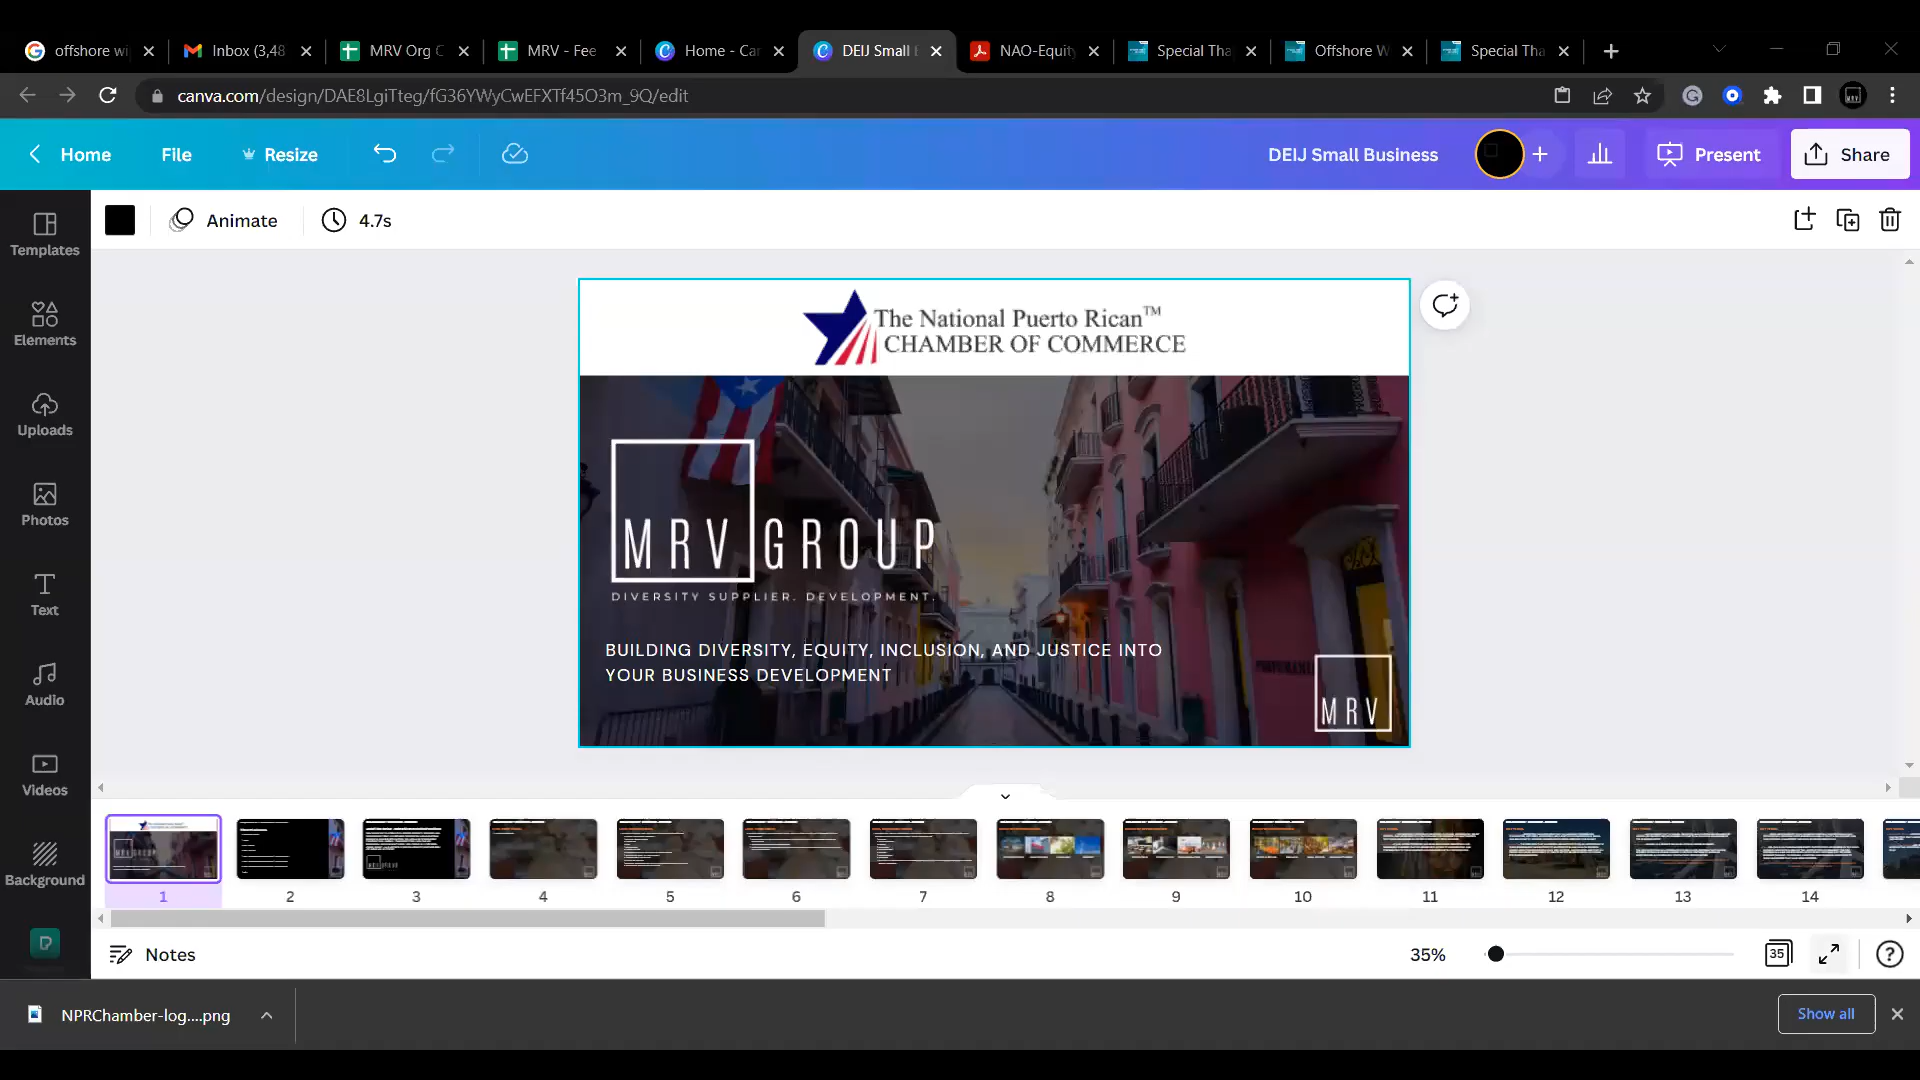 offshore wi
Inbox (3,48
MRV Org C
MRV - Fee
Home - Can
DEIJ Small B
NAO-Equity
Special Tha
Offshore W
Special Tha
canva.com/design/DAE8LgiTteg/fG36YWyCwEFXTf45O3m_9Q/edit
Home
File
Resize
DEIJ Small Business
Present
Share
Animate
4.7s
Templates
Elements
Uploads
Photos
Text
Audio
Videos
Background
The National Puerto Rican™
CHAMBER OF COMMERCE
MRV GROUP
DIVERSITY SUPPLIER. DEVELOPMENT.
BUILDING DIVERSITY, EQUITY, INCLUSION, AND JUSTICE INTO
YOUR BUSINESS DEVELOPMENT
MRV
1 2 3 4 5 6 7 8 9 10 11 12 13 14
Notes
35%
35
NPRChamber-log....png
Show all